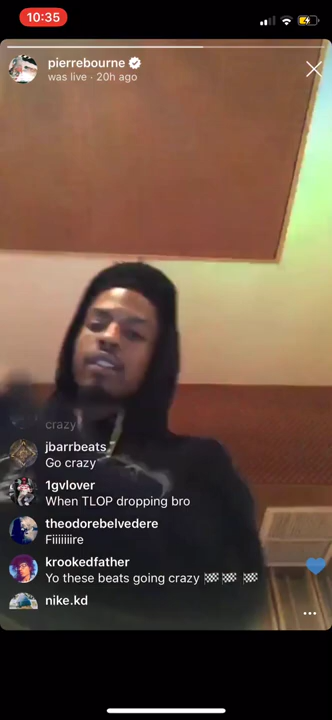 10:35
pierrebourne
was live · 20h ago
crazy
jbarrbeats
Go crazy
1gvlover
When TLOP dropping bro
theodorebelvedere
Fiiiiiiire
krookedfather
Yo these beats going crazy 🏁 🏁 🏁
nike.kd